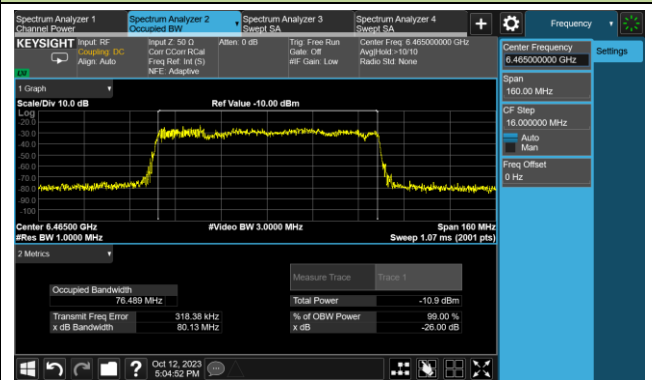 Spectrum Analyzer 1
Channel Power
Spectrum Analyzer 2
Occupied BW
Spectrum Analyzer 3
Swept SA
Spectrum Analyzer 4
Swept SA
Frequency
KEYSIGHT
Input: RF
Coupling: DC
Align: Auto
Input Z: 50 Ω
Corr CCorr RCal
Freq Ref: Int (S)
NFE: Adaptive
Atten: 0 dB
Trig: Free Run
Gate: Off
#IF Gain: Low
Center Freq: 6.465000000 GHz
Avg|Hold:>10/10
Radio Std: None
Center Frequency
6.465000000 GHz
Settings
Span
160.00 MHz
CF Step
16.000000 MHz
Auto
Man
Freq Offset
0 Hz
1 Graph
Scale/Div 10.0 dB
Ref Value -10.00 dBm
Log
-20.0
-30.0
-40.0
-50.0
-60.0
-70.0
-80.0
-90.0
-100
Center 6.46500 GHz
#Video BW 3.0000 MHz
Span 160 MHz
#Res BW 1.0000 MHz
Sweep 1.07 ms (2001 pts)
2 Metrics
Measure Trace
Trace 1
Occupied Bandwidth
76.489 MHz
Total Power
-10.9 dBm
Transmit Freq Error
318.38 kHz
% of OBW Power
99.00 %
x dB Bandwidth
80.13 MHz
x dB
-26.00 dB
Oct 12, 2023
5:04:52 PM